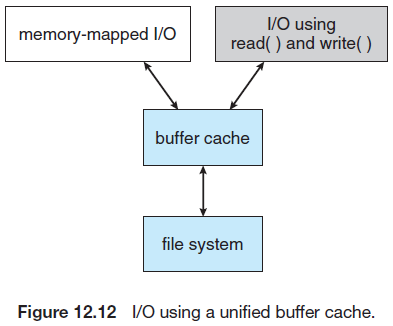 memory-mapped I/O
I/O using
read( ) and write( )
buffer cache
file system
Figure 12.12 I/O using a unified buffer cache.